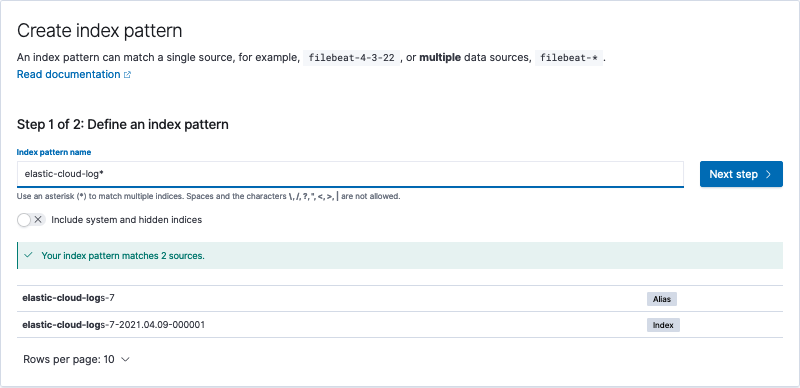 Create index pattern
An index pattern can match a single source, for example, filebeat-4-3-22 , or multiple data sources, filebeat-* .
Read documentation
Step 1 of 2: Define an index pattern
Index pattern name
elastic-cloud-log*
Next step
Use an asterisk (*) to match multiple indices. Spaces and the characters \, /, ?, ", <, >, | are not allowed.
Include system and hidden indices
Your index pattern matches 2 sources.
elastic-cloud-logs-7 Alias
elastic-cloud-logs-7-2021.04.09-000001 Index
Rows per page: 10